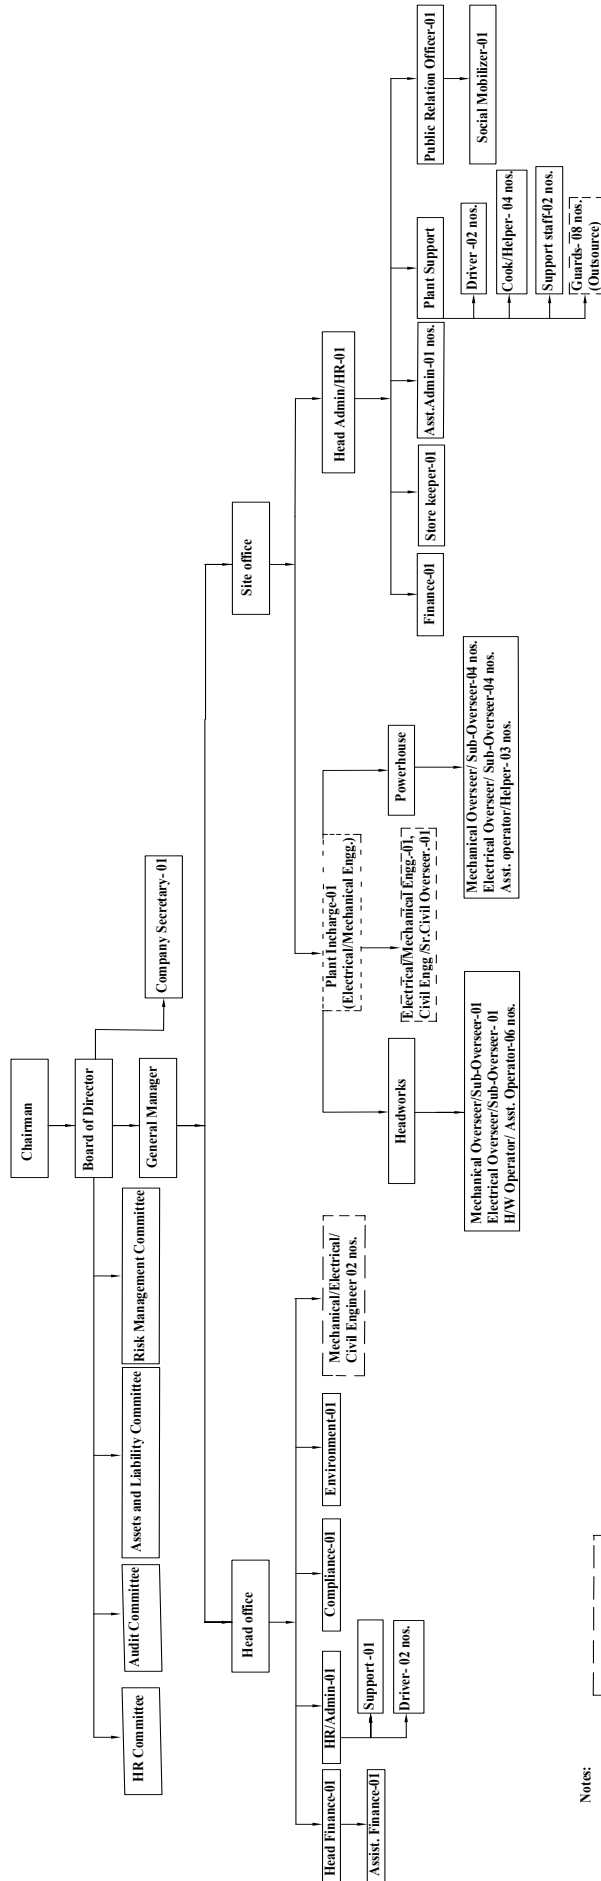 Chairman
Board of Director
Company Secretary- 01
General Manager
HR Committee
Audit Committee
Assets and Liability Committee
Risk Management Committee
Head office
Site office
Head Finance-01
HR/Admin-01
Compliance-01
Environment-01
Mechanical/Electrical/
Civil Engineer 02 nos.
Assist. Finance-01
Support -01
Driver- 02 nos.
Plant Incharge-01
(Electrical/Mechanical Engg.)
Head Admin/HR-01
Headworks
Electrical/Mechanical Engg.-01,
Civil Engg /Sr.Civil Overseer.-01
Powerhouse
Mechanical Overseer/Sub-Overseer-01
Electrical Overseer/Sub-Overseer- 01
H/W Operator/ Asst. Operator-06 nos.
Mechanical Overseer/ Sub-Overseer-04 nos.
Electrical Overseer/ Sub-Overseer-04 nos.
Asst. operator/Helper- 03 nos.
Finance-01
Store keeper-01
Asst.Admin-01 nos.
Plant Support
Public Relation Officer-01
Driver -02 nos.
Cook/Helper- 04 nos.
Support staff-02 nos.
Guards- 08 nos.
(Outsource)
Social Mobilizer-01
Notes: